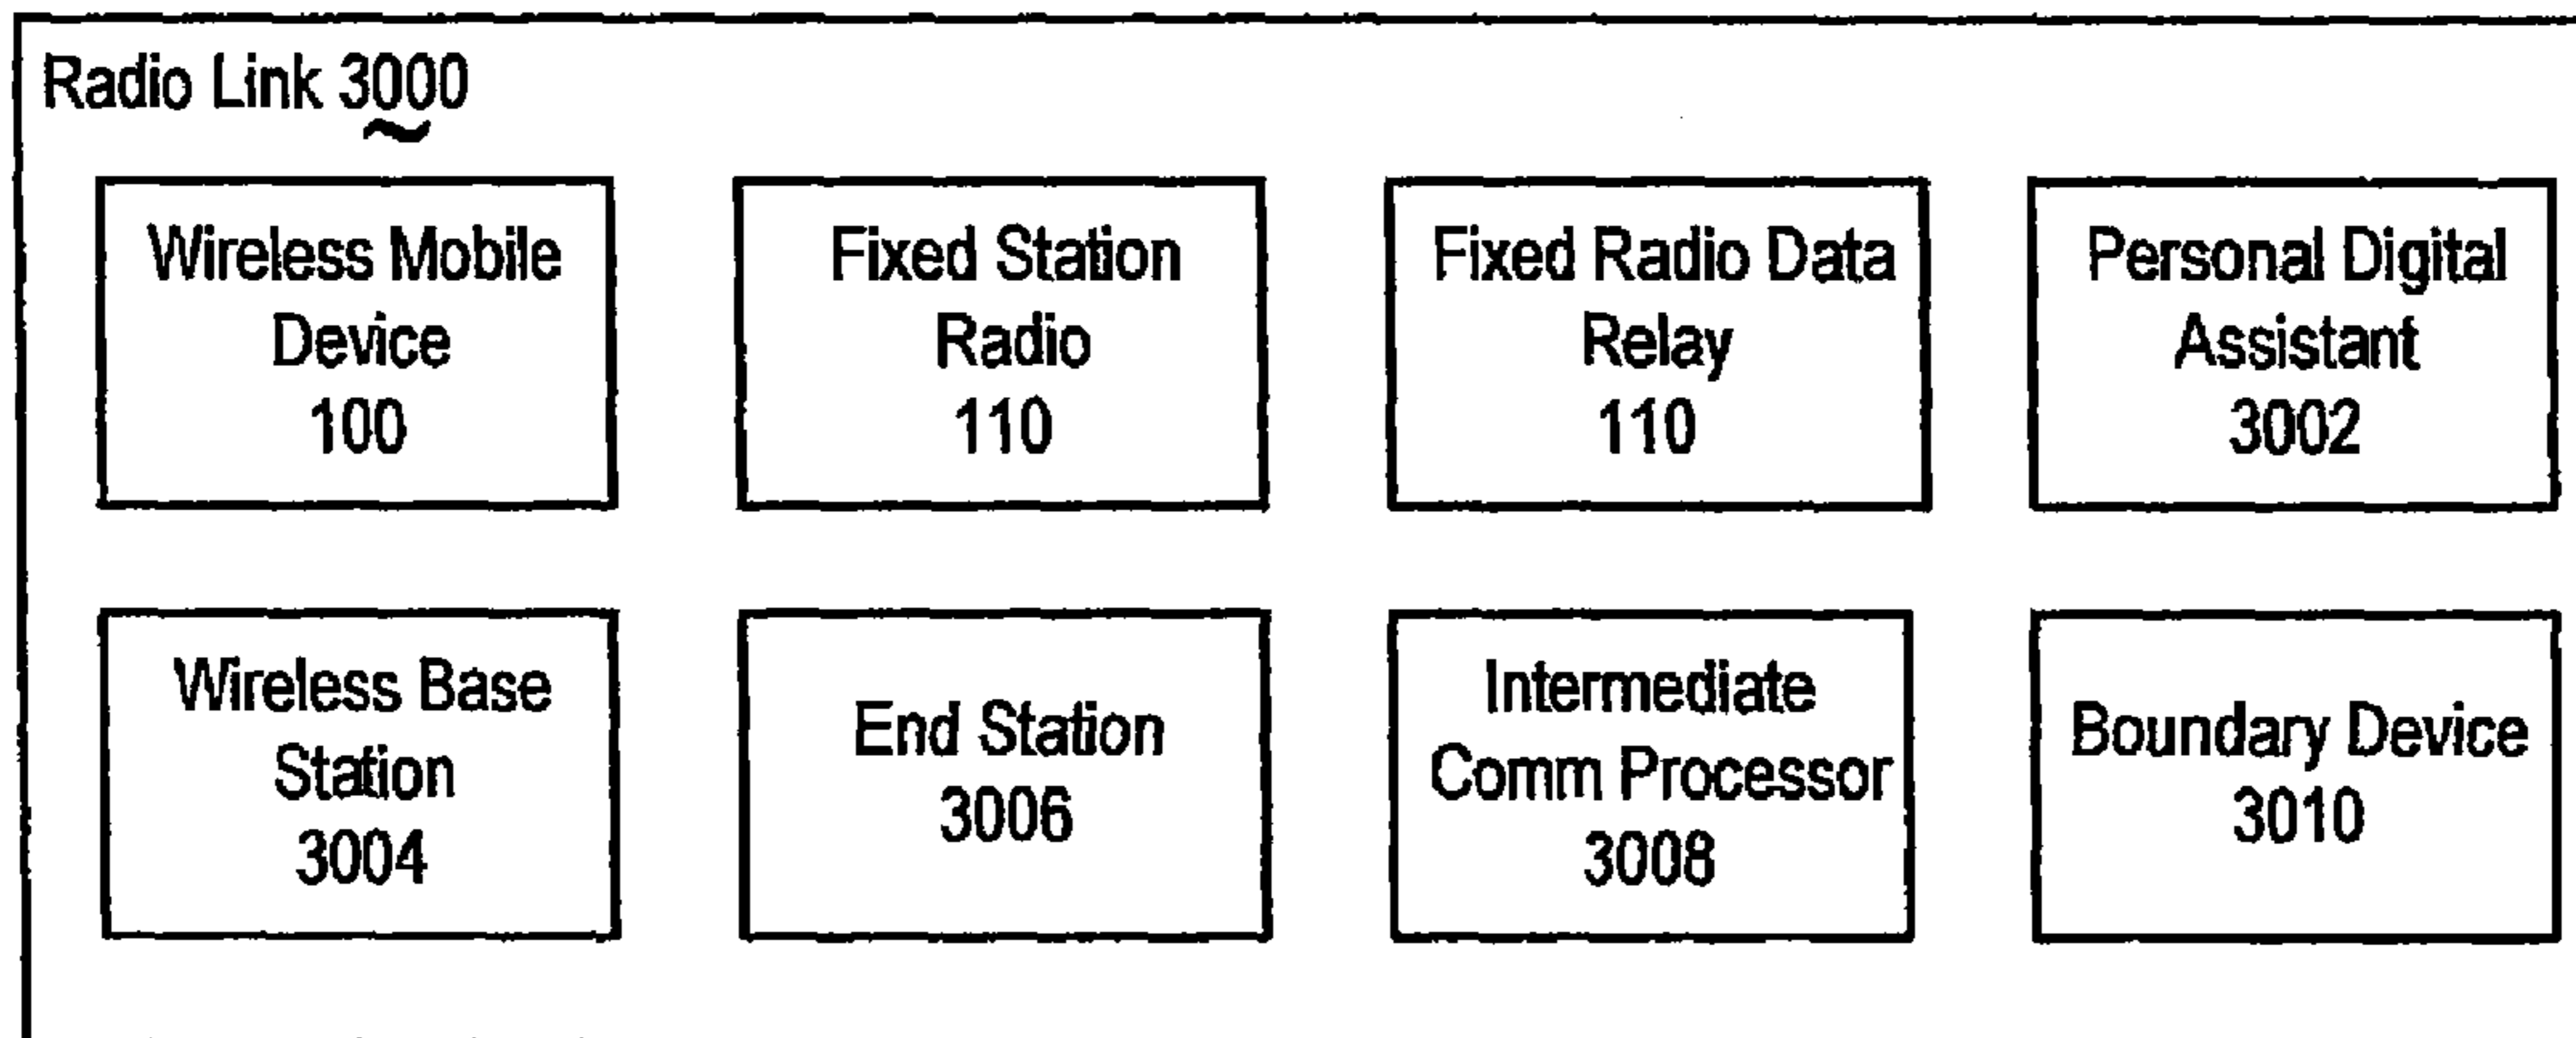 Radio Link 3000
Wireless Mobile
Device
100
Fixed Station
Radio
110
Fixed Radio Data
Relay
110
Personal Digital
Assistant
3002
Wireless Base
Station
3004
End Station
3006
Intermediate
Comm Processor
3008
Boundary Device
3010